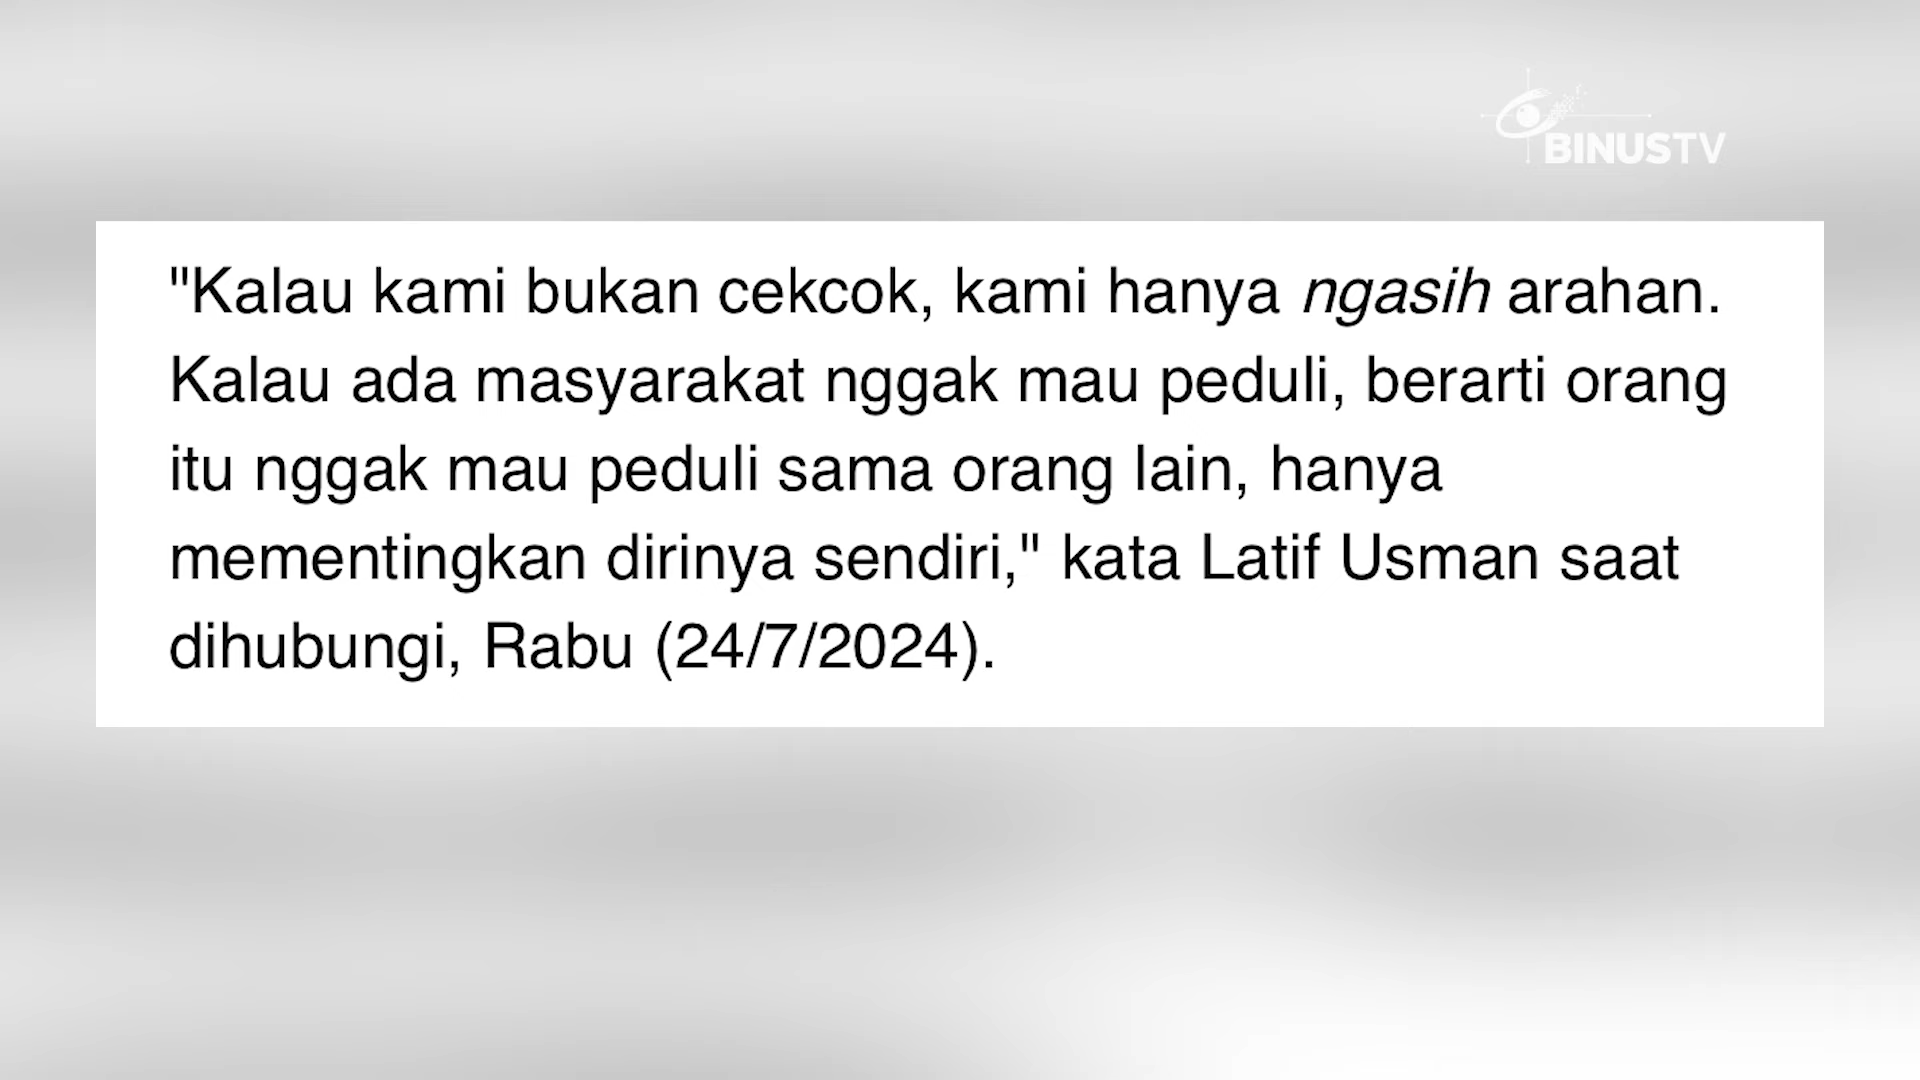 BINUSTV
"Kalau kami bukan cekcok, kami hanya ngasih arahan.
Kalau ada masyarakat nggak mau peduli, berarti orang
itu nggak mau peduli sama orang lain, hanya
mementingkan dirinya sendiri," kata Latif Usman saat
dihubungi, Rabu (24/7/2024).